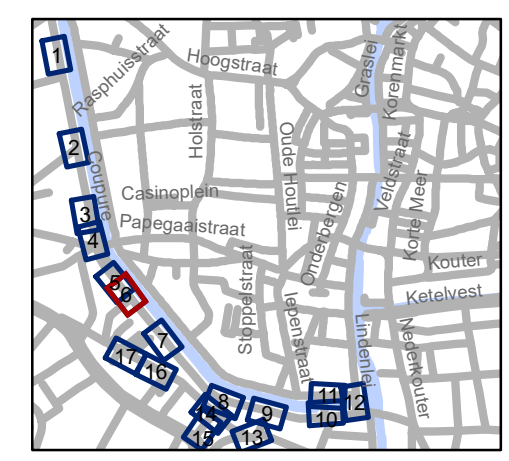 1
Rasphuisstraat
Hoogstraat
Graslei
Korenmarkt
2
Coupure
Holstraat
Oude Houtlei
Veldstraat
3
Casinoplein
Onderbergen
Korte Meer
4
Papegaaistraat
Kouter
5
6
Stoppelstraat
Iepenstraat
Ketelvest
7
Lindenlei
Nederkouter
17
16
8
11
12
14
9
10
15
13